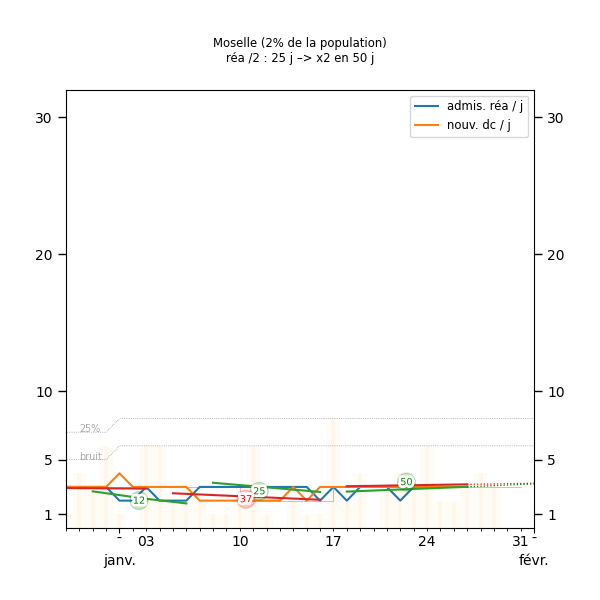 Moselle (2% de la population)
réa /2 : 25 j –> x2 en 50 j
admis. réa / j
nouv. dc / j
30 30
20 20
10 10
25%
bruit
5 5
50
25
12 37
1 1
- 03 10 17 24 31 -
janv. févr.